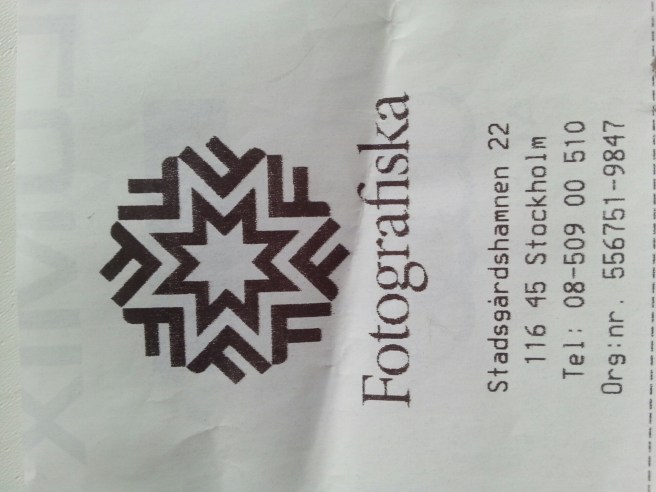 Fotografiska
Stadsgårdshamnen 22
116 45 Stockholm
Tel: 08-509 00 510
Org:nr. 556751-9847